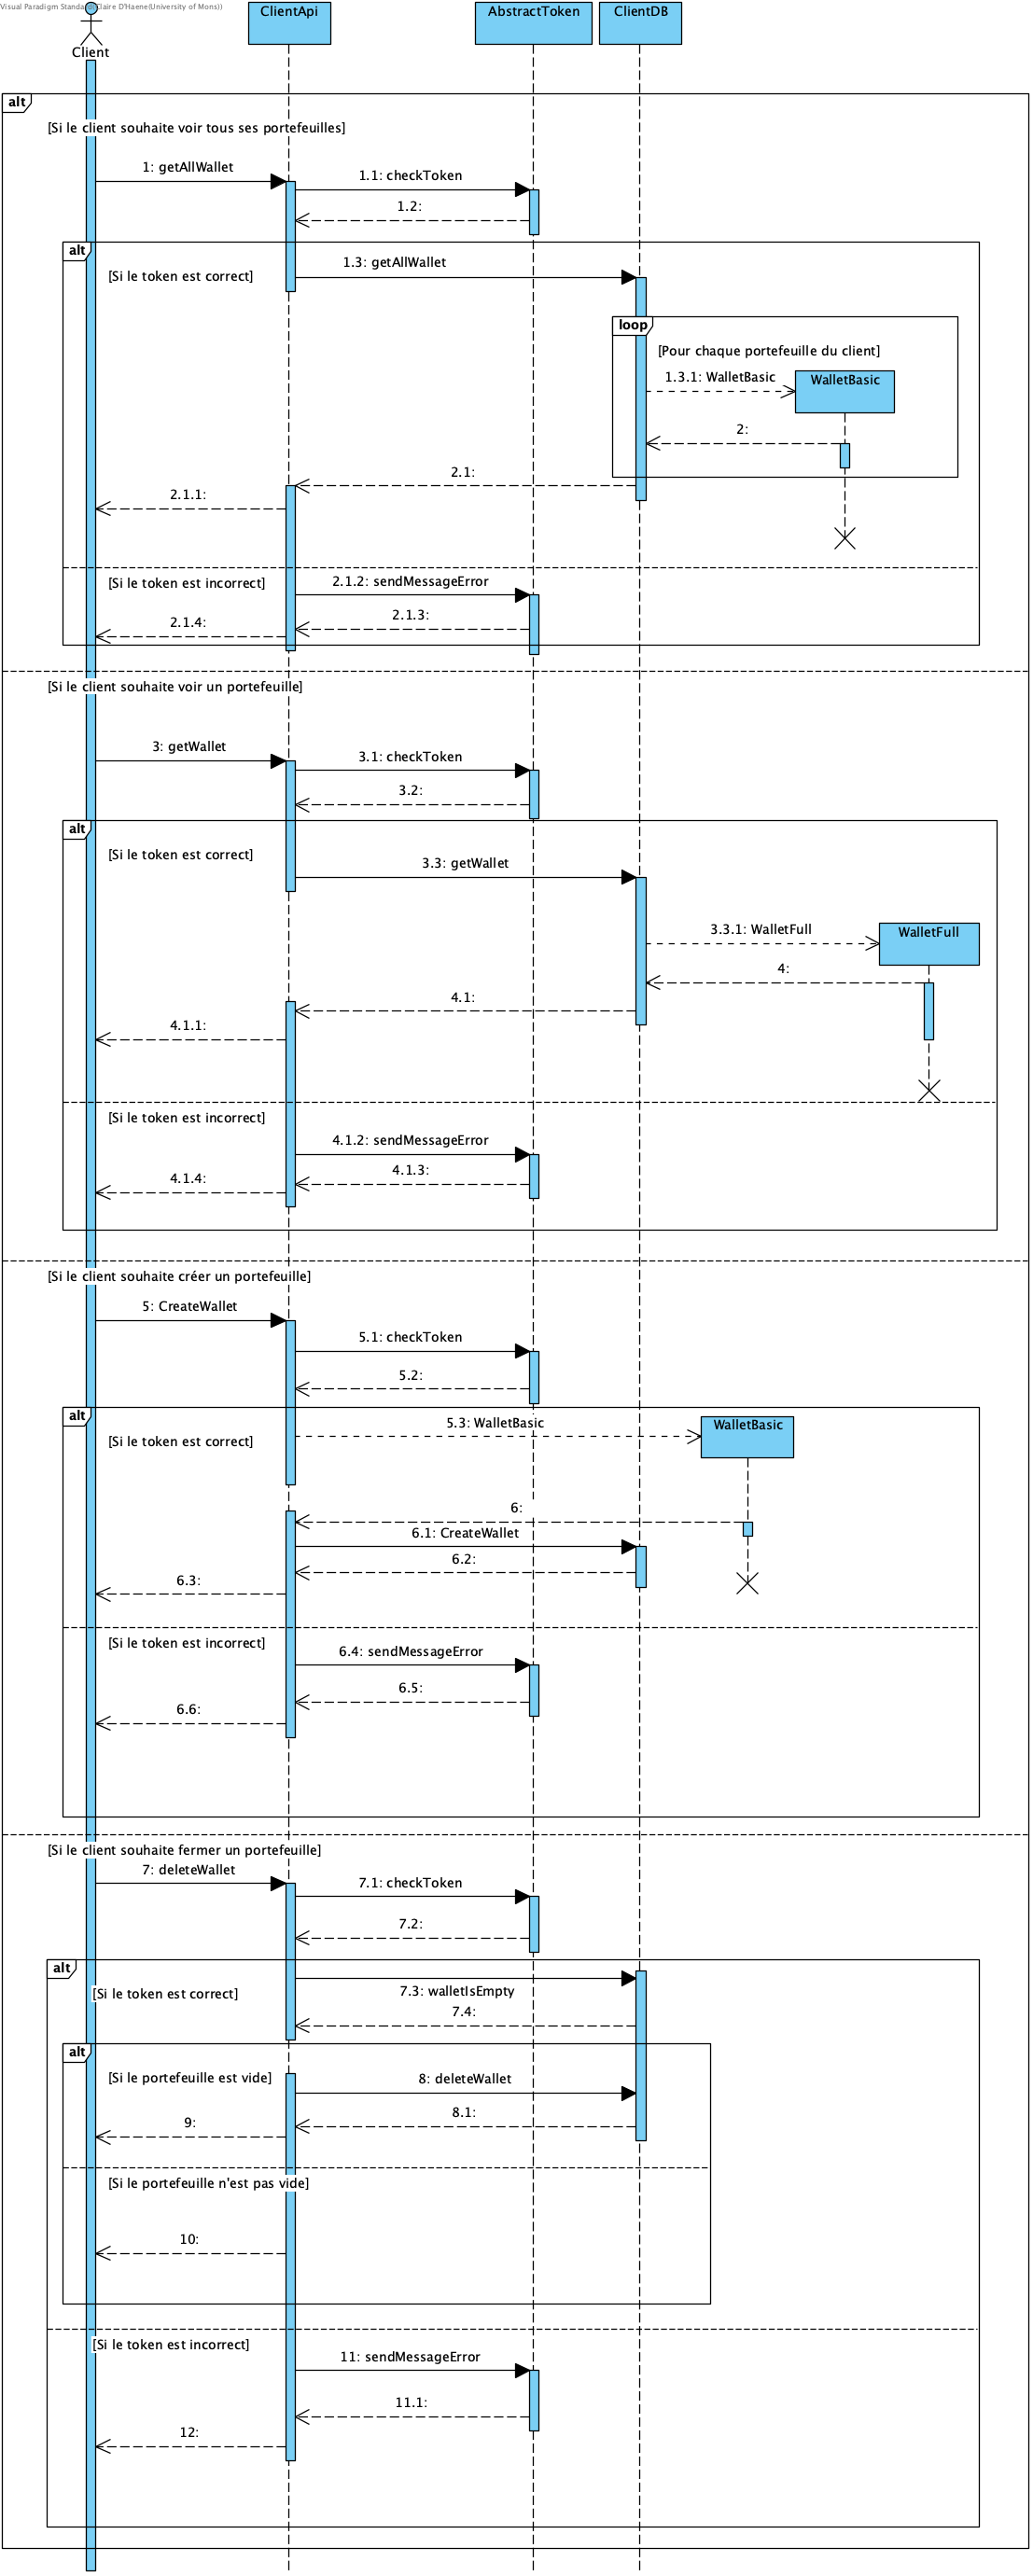 Visual Paradigm Standard(Claire D'Haene(University of Mons))
ClientApi
AbstractToken
ClientDB
Client
alt
[Si le client souhaite voir tous ses portefeuilles]
1: getAllWallet
1.1: checkToken
1.2:
alt
[Si le token est correct]
1.3: getAllWallet
loop
[Pour chaque portefeuille du client]
1.3.1: WalletBasic
WalletBasic
2:
2.1:
2.1.1:
[Si le token est incorrect]
2.1.2: sendMessageError
2.1.3:
2.1.4:
[Si le client souhaite voir un portefeuille]
3: getWallet
3.1: checkToken
3.2:
alt
[Si le token est correct]
3.3: getWallet
3.3.1: WalletFull
WalletFull
4:
4.1:
4.1.1:
[Si le token est incorrect]
4.1.2: sendMessageError
4.1.3:
4.1.4:
[Si le client souhaite créer un portefeuille]
5: CreateWallet
5.1: checkToken
5.2:
alt
[Si le token est correct]
5.3: WalletBasic
WalletBasic
6:
6.1: CreateWallet
6.2:
6.3:
[Si le token est incorrect]
6.4: sendMessageError
6.5:
6.6:
[Si le client souhaite fermer un portefeuille]
7: deleteWallet
7.1: checkToken
7.2:
alt
[Si le token est correct]
7.3: walletIsEmpty
7.4:
alt
[Si le portefeuille est vide]
8: deleteWallet
8.1:
9:
[Si le portefeuille n'est pas vide]
10:
[Si le token est incorrect]
11: sendMessageError
11.1:
12: